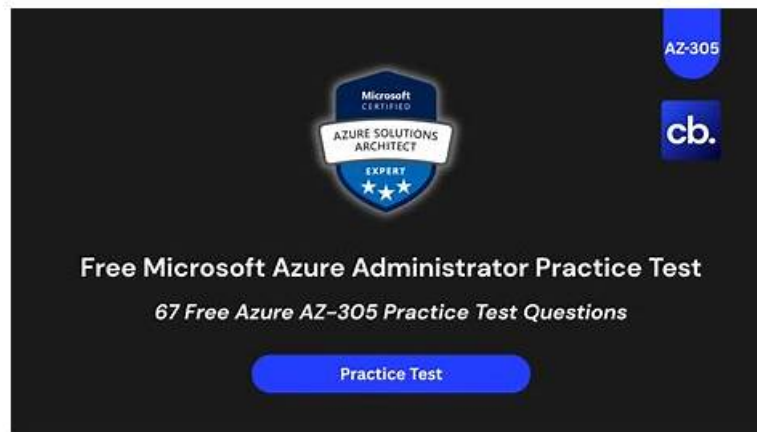 AZ-305
Microsoft
CERTIFIED
AZURE SOLUTIONS
ARCHITECT
EXPERT
cb.
Free Microsoft Azure Administrator Practice Test
67 Free Azure AZ-305 Practice Test Questions
Practice Test